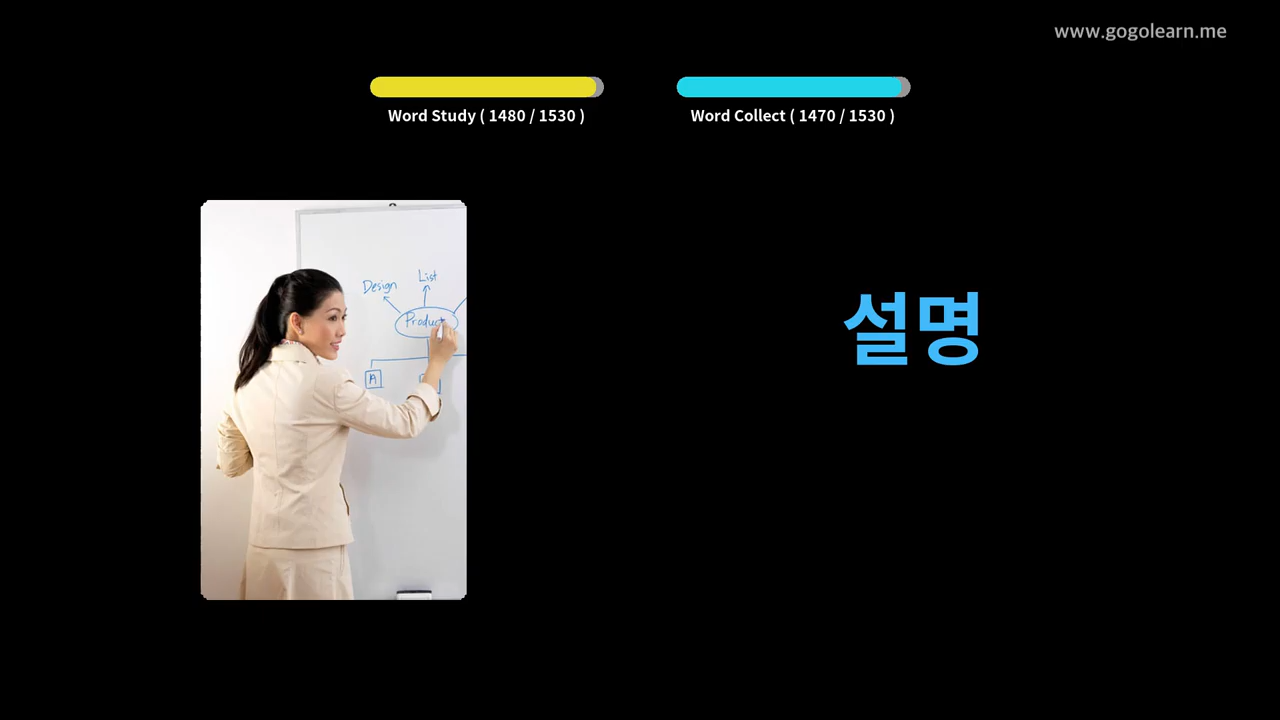 www.gogolearn.me
Word Study ( 1480 / 1530 )
Word Collect ( 1470 / 1530 )
List
Design
Product
A
설명